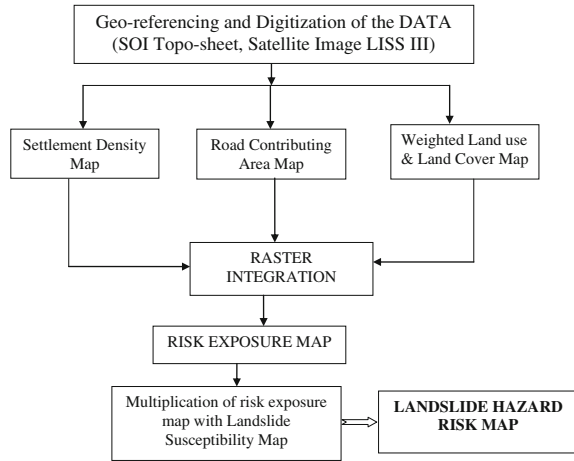 Geo-referencing and Digitization of the DATA
(SOI Topo-sheet, Satellite Image LISS III)
Settlement Density
Map
Road Contributing
Area Map
Weighted Land use
& Land Cover Map
RASTER
INTEGRATION
RISK EXPOSURE MAP
Multiplication of risk exposure
map with Landslide
Susceptibility Map
LANDSLIDE HAZARD
RISK MAP